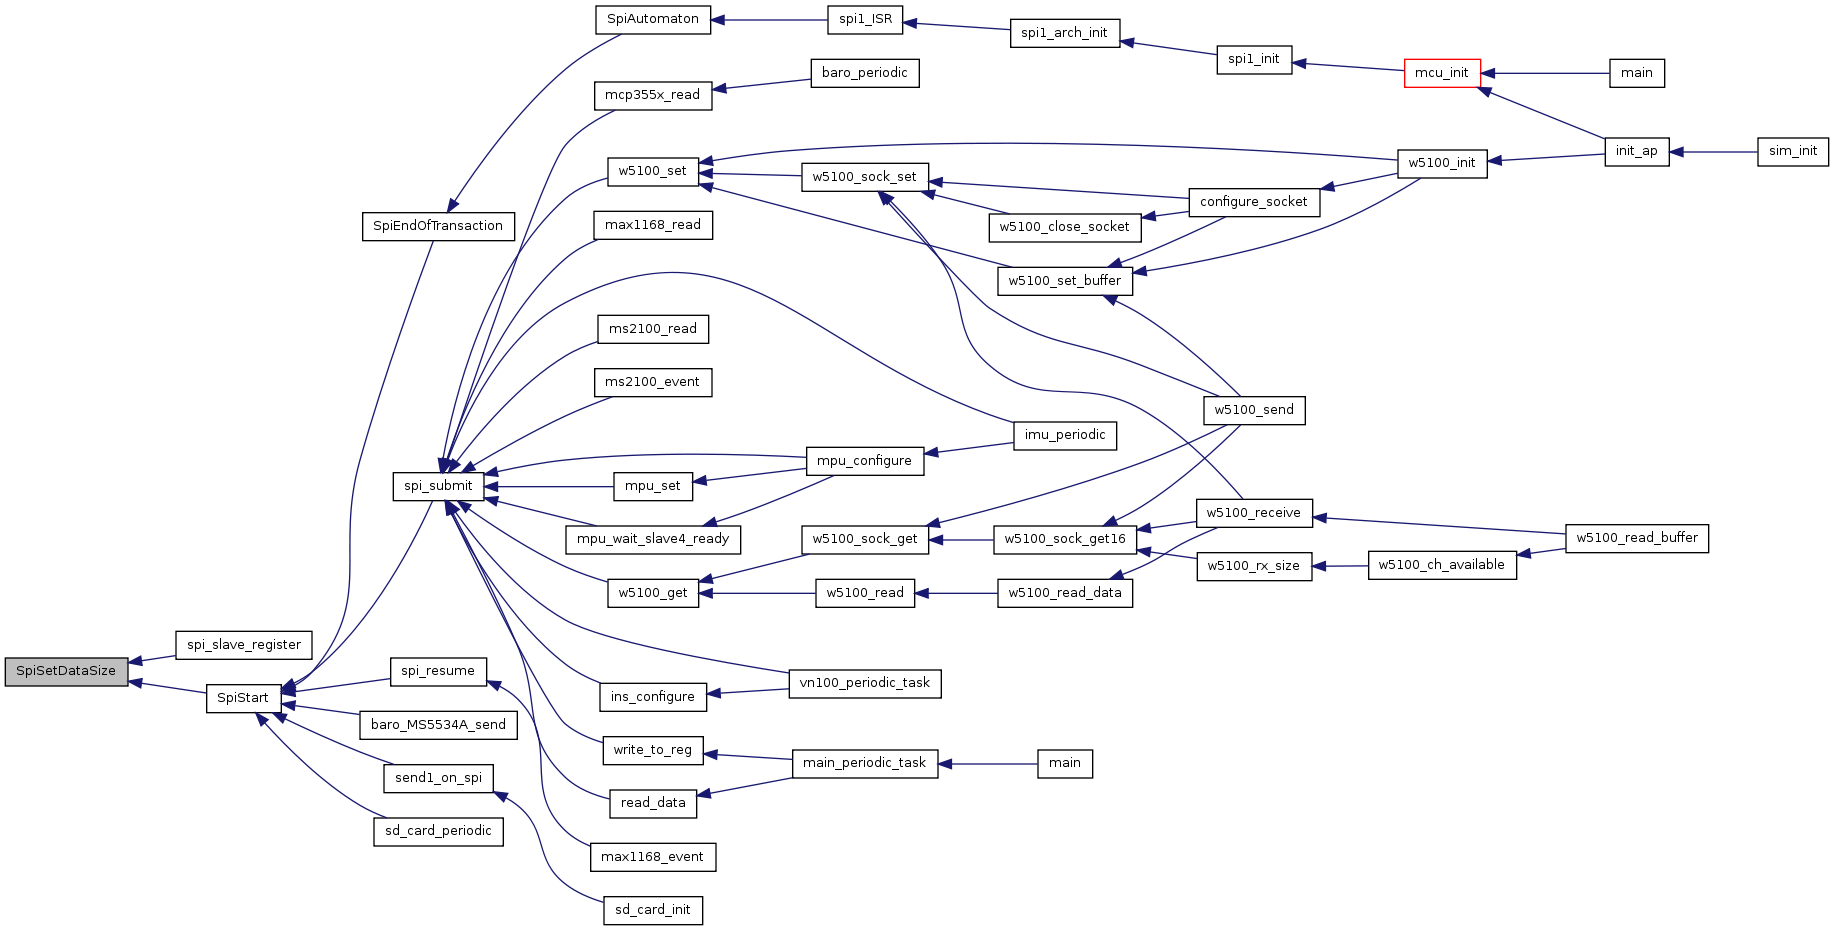 SpiAutomaton
spi1_ISR
spi1_arch_init
spi1_init
mcu_init
main
mcp355x_read
baro_periodic
w5100_set
w5100_sock_set
w5100_init
init_ap
sim_init
configure_socket
w5100_close_socket
SpiEndOfTransaction
max1168_read
w5100_set_buffer
ms2100_read
ms2100_event
w5100_send
imu_periodic
mpu_configure
spi_submit
mpu_set
w5100_receive
mpu_wait_slave4_ready
w5100_sock_get
w5100_sock_get16
w5100_read_buffer
w5100_rx_size
w5100_ch_available
w5100_get
w5100_read
w5100_read_data
spi_slave_register
SpiSetDataSize
SpiStart
spi_resume
vn100_periodic_task
ins_configure
baro_MS5534A_send
write_to_reg
main_periodic_task
main
send1_on_spi
read_data
sd_card_periodic
max1168_event
sd_card_init